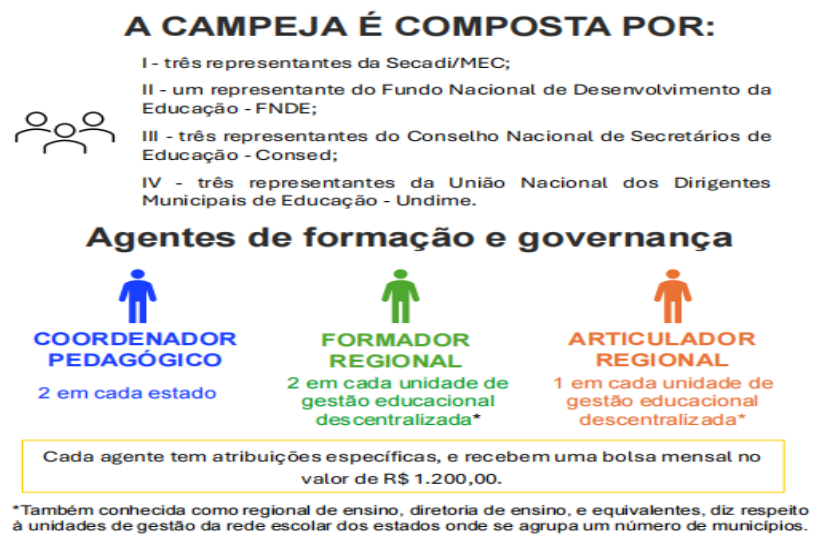 A CAMPEJA É COMPOSTA POR:
I - três representantes da Secadi/MEC;
II - um representante do Fundo Nacional de Desenvolvimento da
Educação - FNDE;
III - três representantes do Conselho Nacional de Secretários de
Educação - Consed;
IV - três representantes da União Nacional dos Dirigentes
Municipais de Educação - Undime.
Agentes de formação e governança
COORDENADOR
PEDAGÓGICO
2 em cada estado
FORMADOR
REGIONAL
2 em cada unidade de
gestão educacional
descentralizada*
ARTICULADOR
REGIONAL
1 em cada unidade de
gestão educacional
descentralizada*
Cada agente tem atribuições específicas, e recebem uma bolsa mensal no
valor de R$ 1.200,00.
*Também conhecida como regional de ensino, diretoria de ensino, e equivalentes, diz respeito
à unidades de gestão da rede escolar dos estados onde se agrupa um número de municípios.